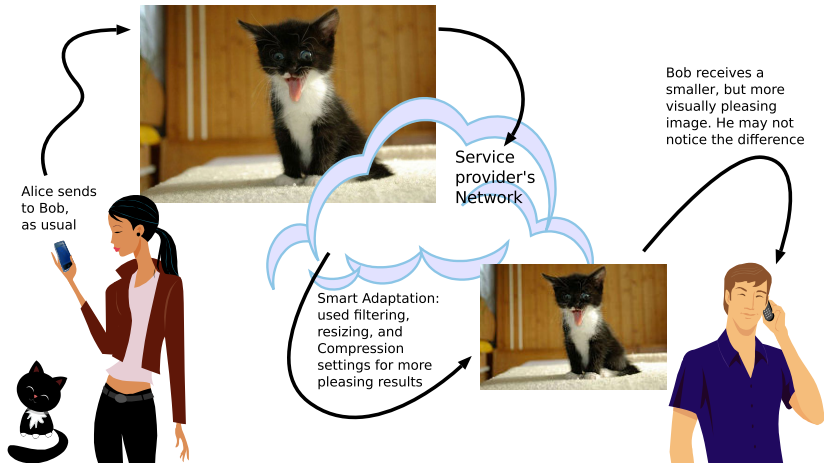 Alice sends
to Bob,
as usual
Service
provider's
Network
Smart Adaptation:
used filtering,
resizing, and
Compression
settings for more
pleasing results
Bob receives a
smaller, but more
visually pleasing
image. He may not
notice the difference